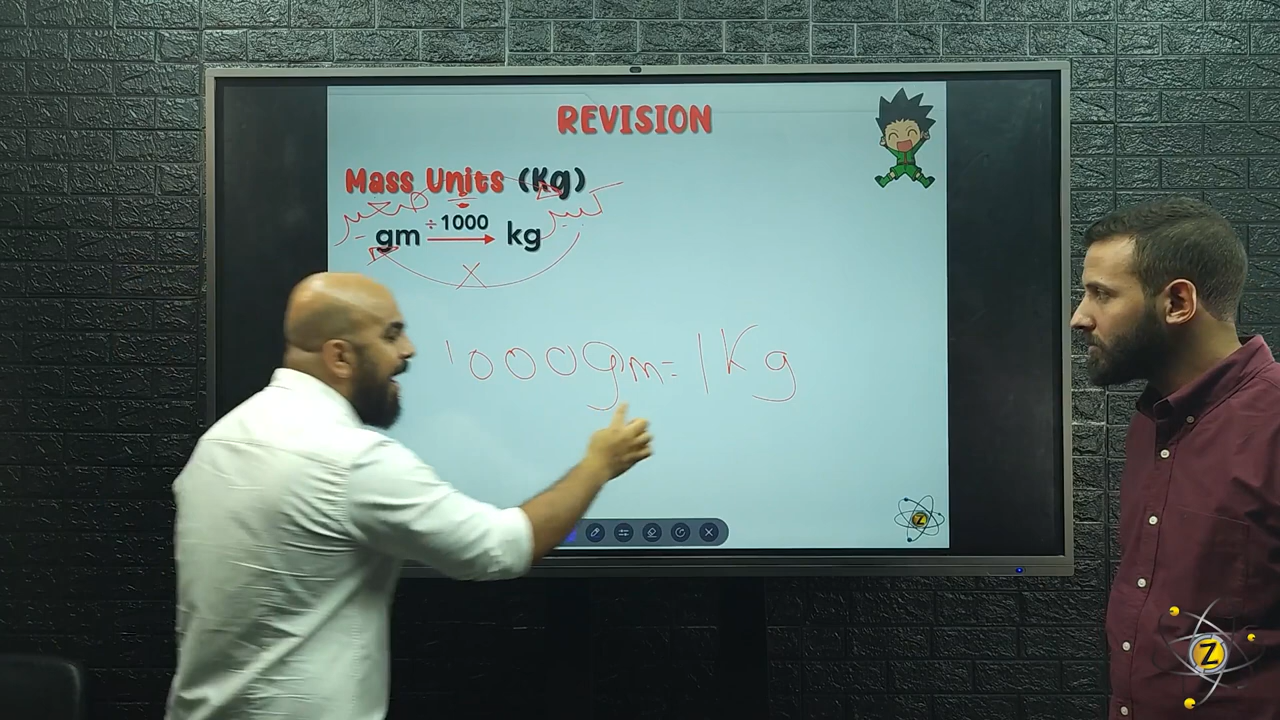 REVISION
Mass Units (Kg)
صغير كبير
÷1000
gm kg
X
1000gm = 1Kg
Z
Z